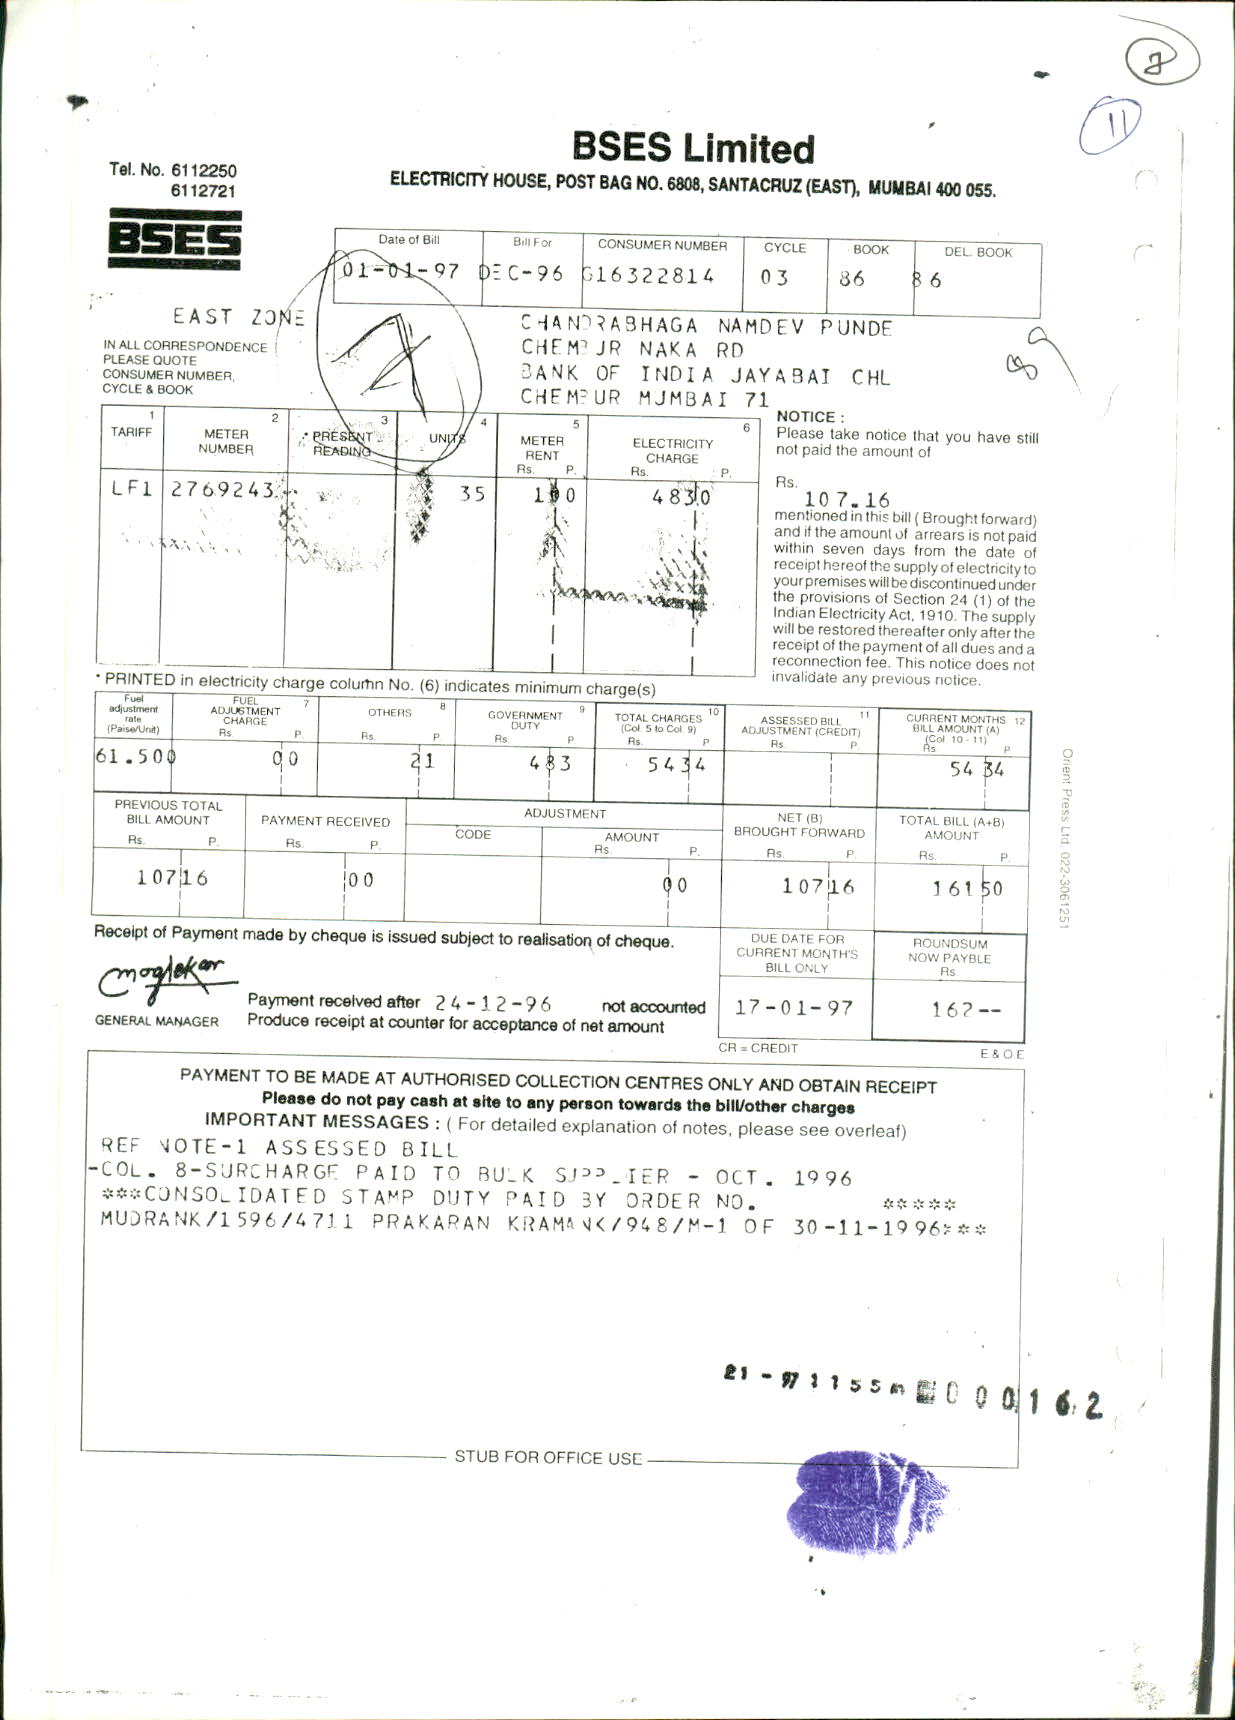 8
11
BSES Limited
ELECTRICITY HOUSE, POST BAG NO. 6808, SANTACRUZ (EAST), MUMBAI 400 055.
Tel. No. 6112250
6112721
BSES
Date of Bill Bill For CONSUMER NUMBER CYCLE BOOK DEL. BOOK
01-01-97 DEC-96 G16322814 03 86 86
EAST ZONE
IN ALL CORRESPONDENCE
PLEASE QUOTE
CONSUMER NUMBER,
CYCLE & BOOK
CHANDRABHAGA NAMDEV PUNDE
CHEMBUR NAKA RD
BANK OF INDIA JAYABAI CHL
CHEMBUR MUMBAI 71
89
1 2 3 4 5 6
TARIFF METER NUMBER * PRESENT READING UNITS METER RENT Rs. P. ELECTRICITY CHARGE Rs. P.
LF1 2769243 35 1 00 48 30
NOTICE :
Please take notice that you have still
not paid the amount of
Rs.
107.16
mentioned in this bill ( Brought forward)
and if the amount of arrears is not paid
within seven days from the date of
receipt hereof the supply of electricity to
your premises will be discontinued under
the provisions of Section 24 (1) of the
Indian Electricity Act, 1910. The supply
will be restored thereafter only after the
receipt of the payment of all dues and a
reconnection fee. This notice does not
invalidate any previous notice.
* PRINTED in electricity charge column No. (6) indicates minimum charge(s)
Fuel adjustment rate (Paise/Unit) FUEL ADJUSTMENT CHARGE 7 Rs. P. OTHERS 8 Rs. P. GOVERNMENT DUTY 9 Rs. P TOTAL CHARGES 10 (Col. 5 to Col. 9) Rs. P ASSESSED BILL 11 ADJUSTMENT (CREDIT) Rs. P. CURRENT MONTHS 12 BILL AMOUNT (A) (Col. 10 - 11) Rs P
61.500 00 21 4 83 54 34 54 34
PREVIOUS TOTAL BILL AMOUNT Rs. P. PAYMENT RECEIVED Rs. P. ADJUSTMENT CODE AMOUNT Rs. P. NET (B) BROUGHT FORWARD Rs. P. TOTAL BILL (A+B) AMOUNT Rs. P.
107 16 00 00 107 16 161 50
Receipt of Payment made by cheque is issued subject to realisation of cheque.
GENERAL MANAGER
Payment received after 24-12-96 not accounted
Produce receipt at counter for acceptance of net amount
DUE DATE FOR CURRENT MONTH'S BILL ONLY
17-01-97
ROUNDSUM NOW PAYBLE Rs.
162--
CR = CREDIT
E & O E
Orient Press Ltd. 022-3061251
PAYMENT TO BE MADE AT AUTHORISED COLLECTION CENTRES ONLY AND OBTAIN RECEIPT
Please do not pay cash at site to any person towards the bill/other charges
IMPORTANT MESSAGES : ( For detailed explanation of notes, please see overleaf)
REF NOTE-1 ASSESSED BILL
-COL. 8-SURCHARGE PAID TO BULK SUPPLIER - OCT. 1996
***CONSOLIDATED STAMP DUTY PAID BY ORDER NO. *****
MUDRANK/1596/4711 PRAKARAN KRAMANK/948/M-1 OF 30-11-1996***
000162
STUB FOR OFFICE USE